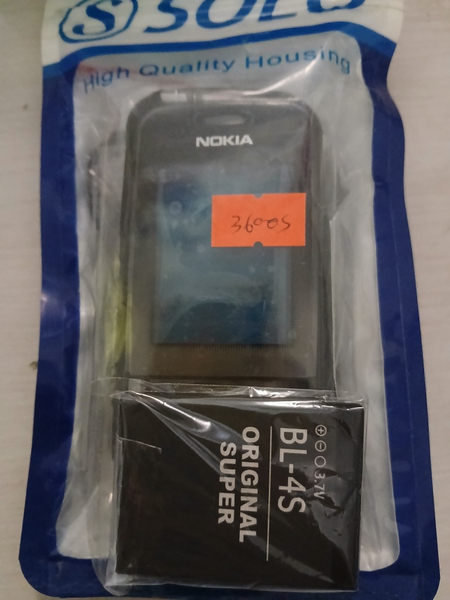 S SOLO
High Quality Housing
NOKIA
3600s
⊕⊖○3.7V
BL-4S
ORIGINAL
SUPER